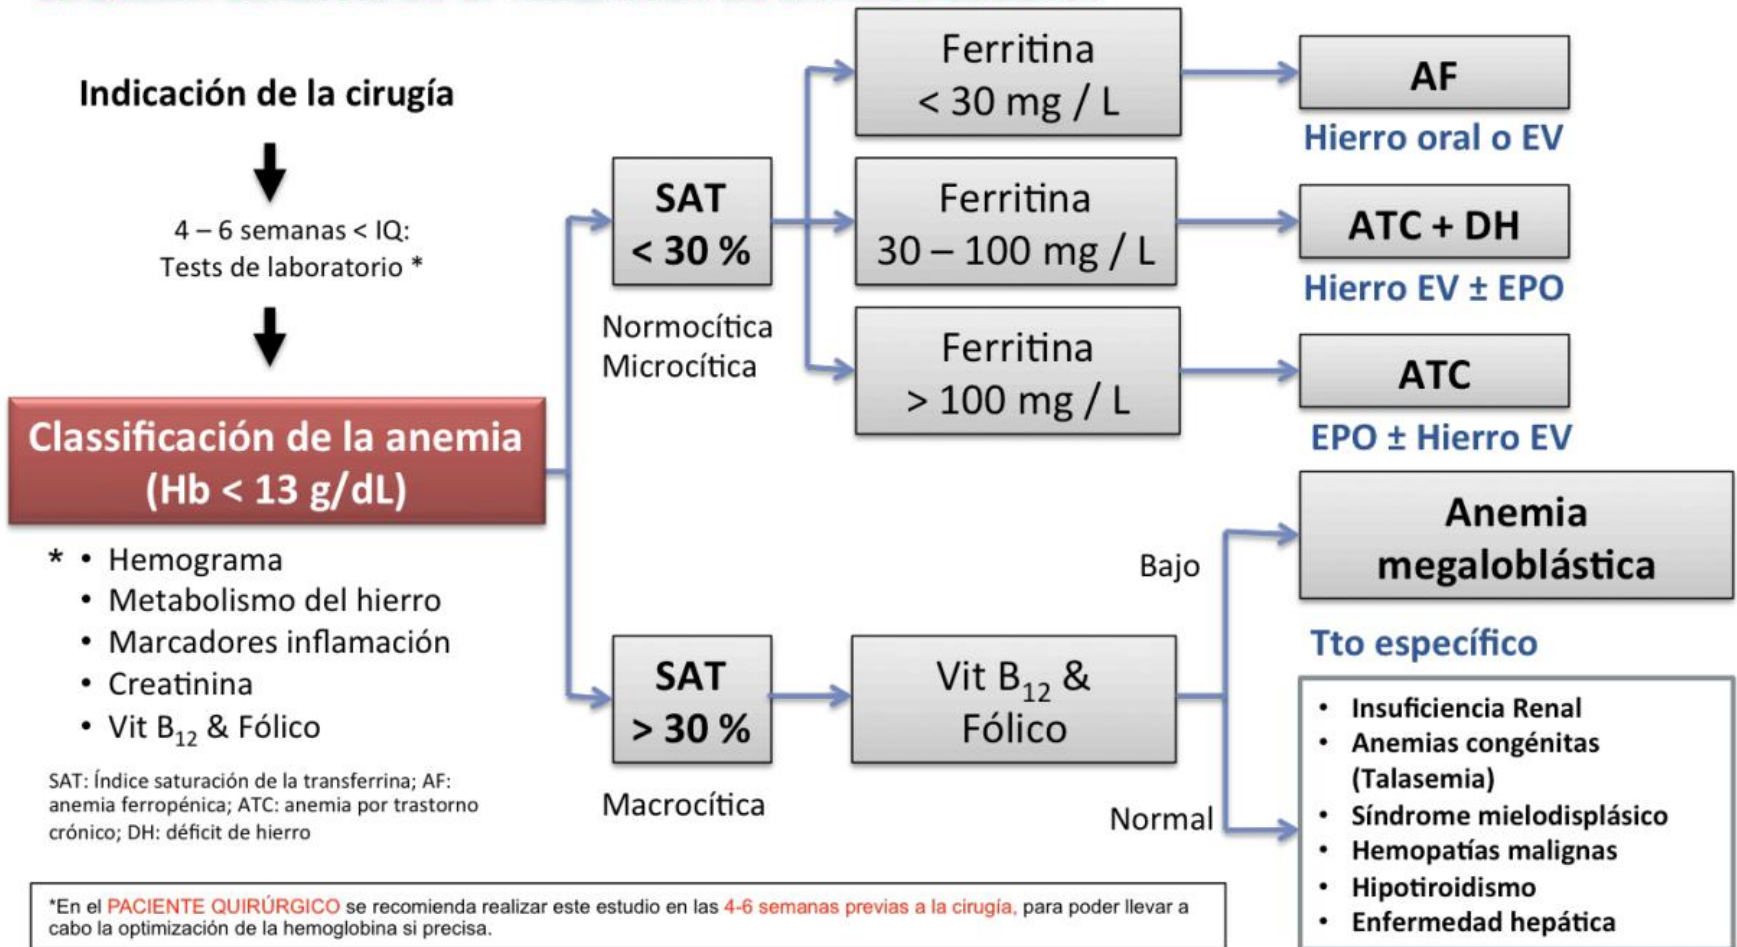 Indicación de la cirugía
4 – 6 semanas < IQ:
Tests de laboratorio *
Classificación de la anemia
(Hb < 13 g/dL)
* • Hemograma
• Metabolismo del hierro
• Marcadores inflamación
• Creatinina
• Vit B12 & Fólico
SAT: Índice saturación de la transferrina; AF:
anemia ferropénica; ATC: anemia por trastorno
crónico; DH: déficit de hierro
SAT
< 30 %
Normocítica
Microcítica
Ferritina
< 30 mg / L
AF
Hierro oral o EV
Ferritina
30 – 100 mg / L
ATC + DH
Hierro EV ± EPO
Ferritina
> 100 mg / L
ATC
EPO ± Hierro EV
SAT
> 30 %
Macrocítica
Vit B12 &
Fólico
Bajo
Anemia
megaloblástica
Tto específico
Normal
• Insuficiencia Renal
• Anemias congénitas
(Talasemia)
• Síndrome mielodisplásico
• Hemopatías malignas
• Hipotiroidismo
• Enfermedad hepática
*En el PACIENTE QUIRÚRGICO se recomienda realizar este estudio en las 4-6 semanas previas a la cirugía, para poder llevar a
cabo la optimización de la hemoglobina si precisa.